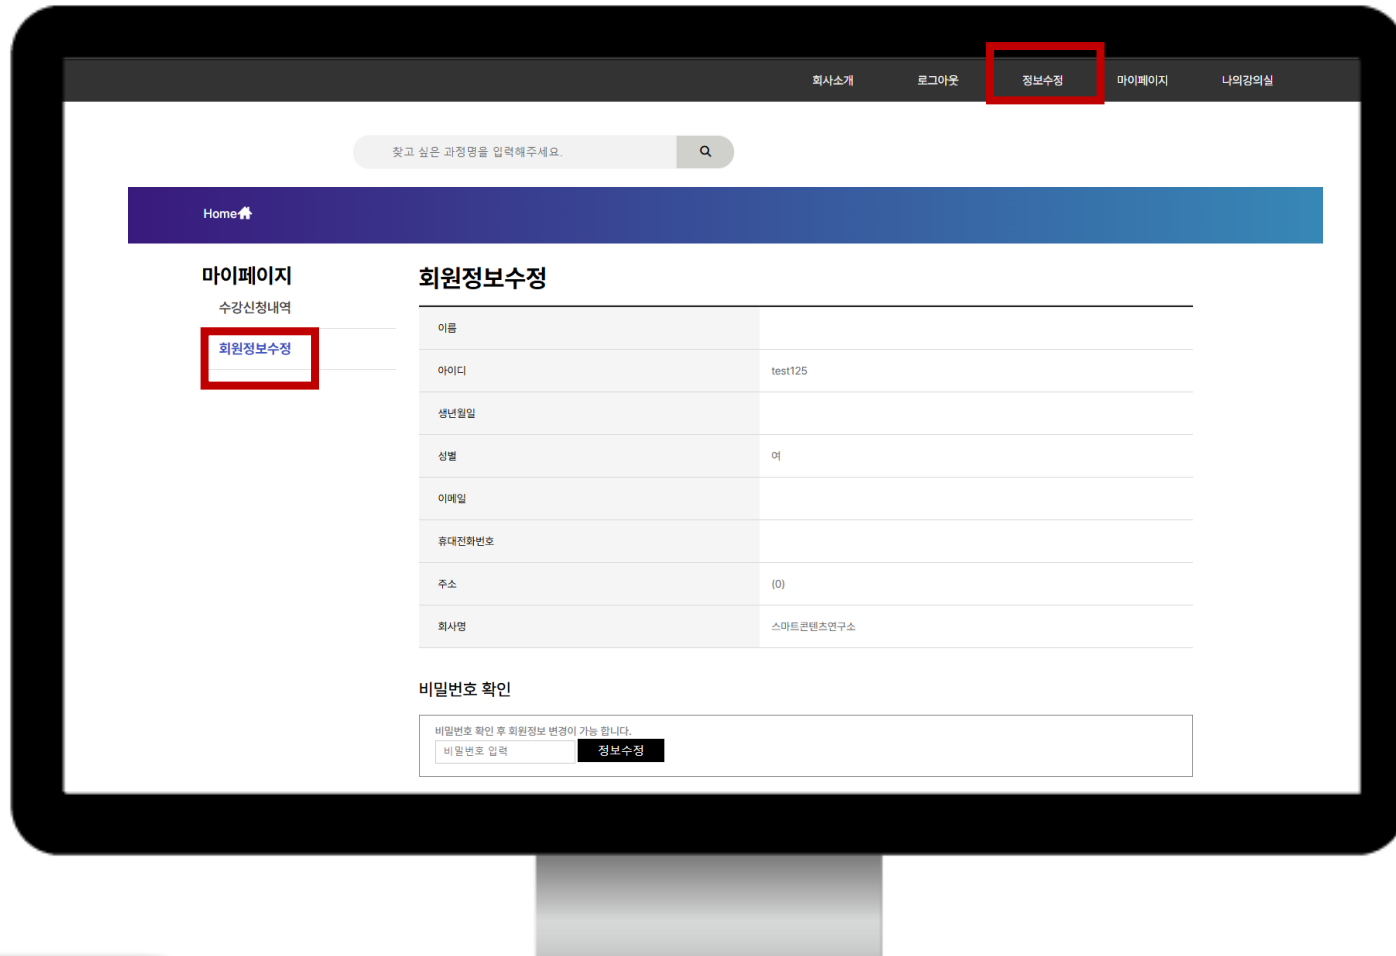 회사소개 로그아웃 정보수정 마이페이지 나의강의실
찾고 싶은 과정명을 입력해주세요.
Home
마이페이지
수강신청내역
회원정보수정
회원정보수정
이름
아이디 test125
생년월일
성별 여
이메일
휴대전화번호
주소 (0)
회사명 스마트콘텐츠연구소
비밀번호 확인
비밀번호 확인 후 회원정보 변경이 가능 합니다.
비밀번호 입력 정보수정